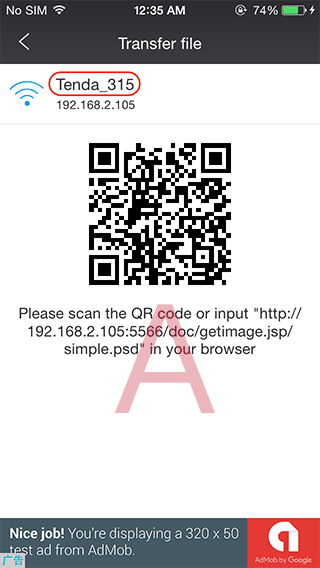 No SIM 12:35 AM 74%
Transfer file
Tenda_315
192.168.2.105
Please scan the QR code or input "http://
192.168.2.105:5566/doc/getimage.jsp/
simple.psd" in your browser
A
Nice job! You're displaying a 320 x 50
test ad from AdMob.
AdMob by Google
广告